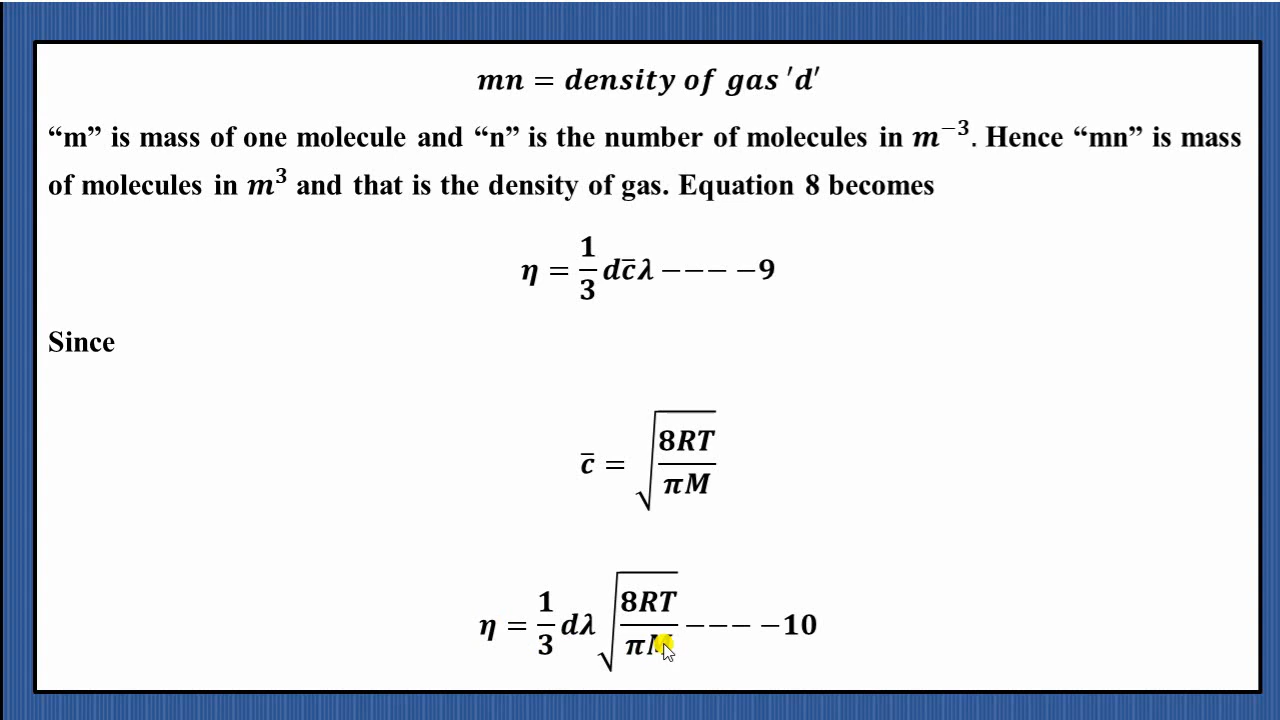 mn = density of gas 'd'
“m” is mass of one molecule and “n” is the number of molecules in m⁻³. Hence “mn” is mass
of molecules in m³ and that is the density of gas. Equation 8 becomes
η = 1/3 dc̅λ − − − − −9
Since
c̅ = √(8RT/πM)
η = 1/3 dλ √(8RT/πM) − − − − −10